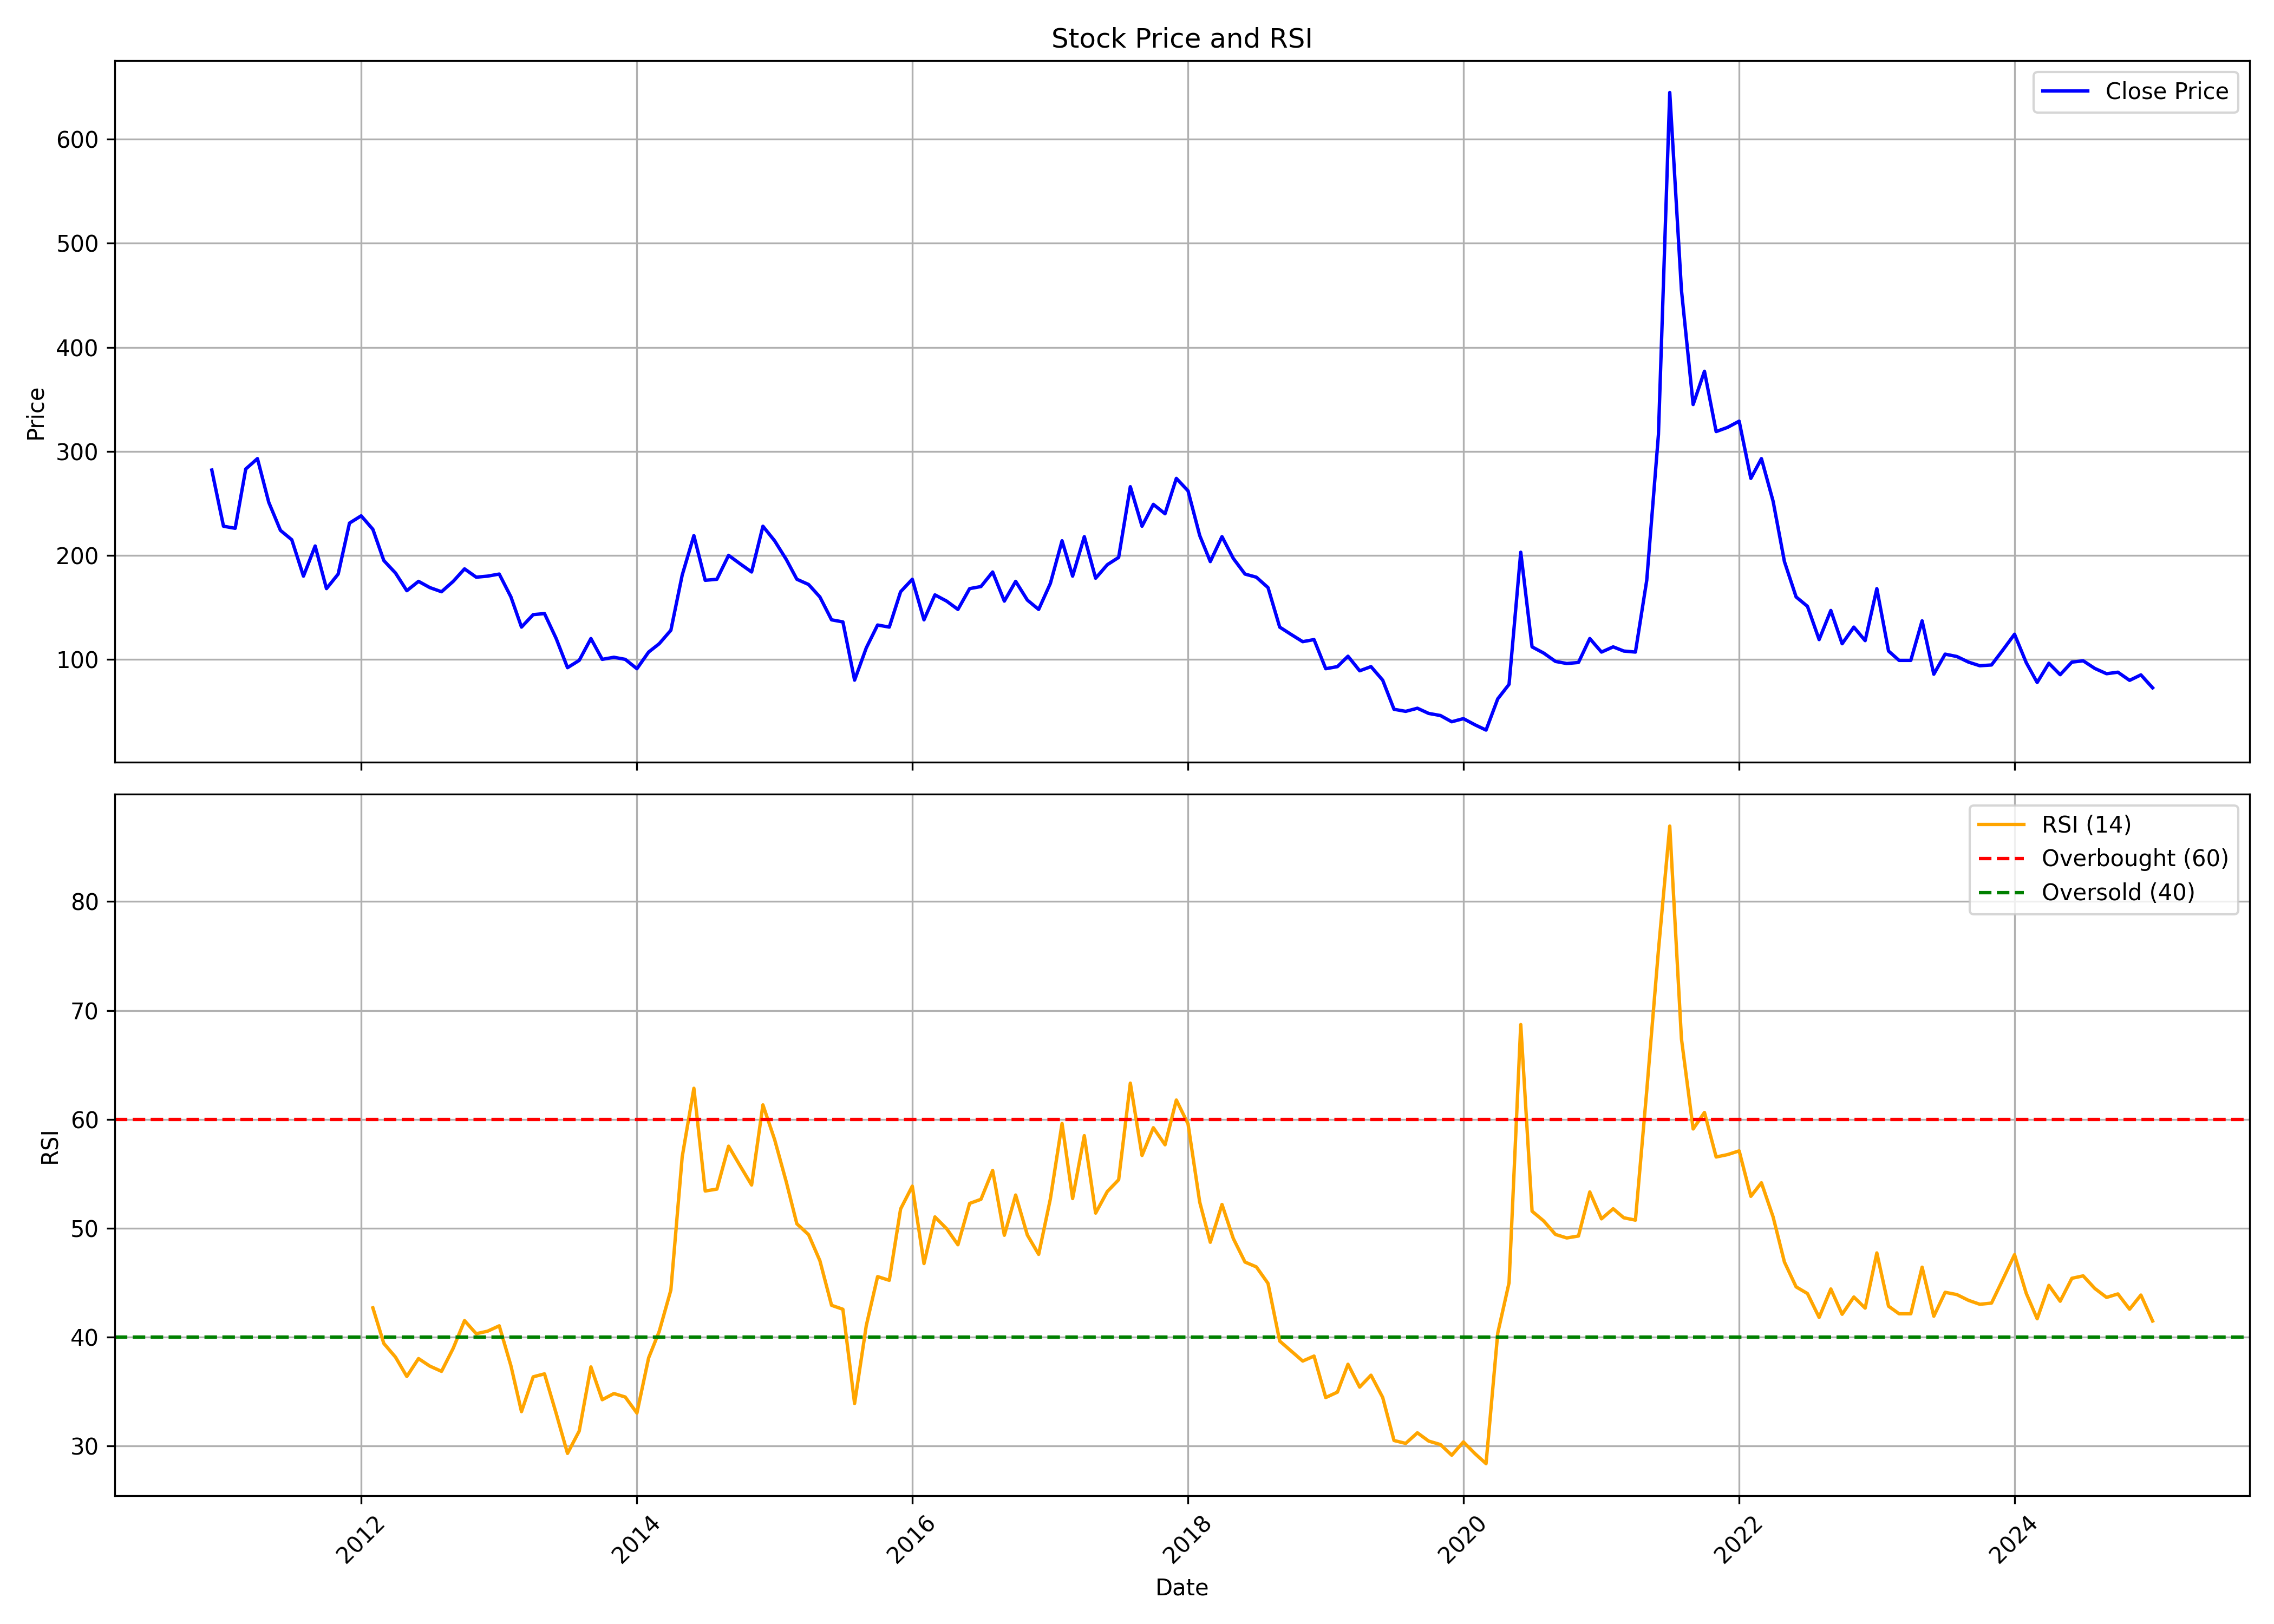 Stock Price and RSI
Close Price
600
500
400
300
200
100
Price
RSI (14)
Overbought (60)
Oversold (40)
80
70
60
50
40
30
RSI
2012
2014
2016
2018
2020
2022
2024
Date